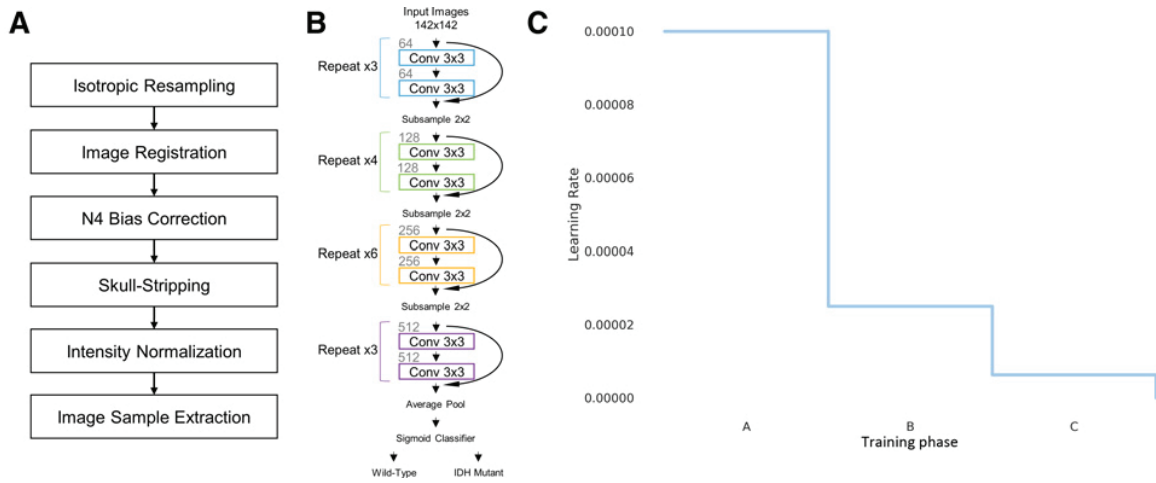 A
Isotropic Resampling
Image Registration
N4 Bias Correction
Skull-Stripping
Intensity Normalization
Image Sample Extraction
B
Input Images
142x142
Repeat x3
64
Conv 3x3
64
Conv 3x3
Subsample 2x2
Repeat x4
128
Conv 3x3
128
Conv 3x3
Subsample 2x2
Repeat x6
256
Conv 3x3
256
Conv 3x3
Subsample 2x2
Repeat x3
512
Conv 3x3
512
Conv 3x3
Average Pool
Sigmoid Classifier
Wild-Type IDH Mutant
C
Learning Rate
0.00010
0.00008
0.00006
0.00004
0.00002
0.00000
A B C
Training phase